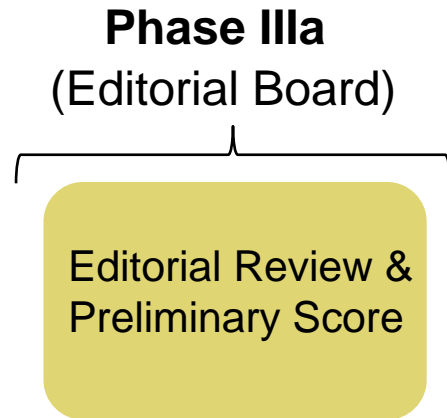 Phase IIIa
(Editorial Board)
Editorial Review &
Preliminary Score